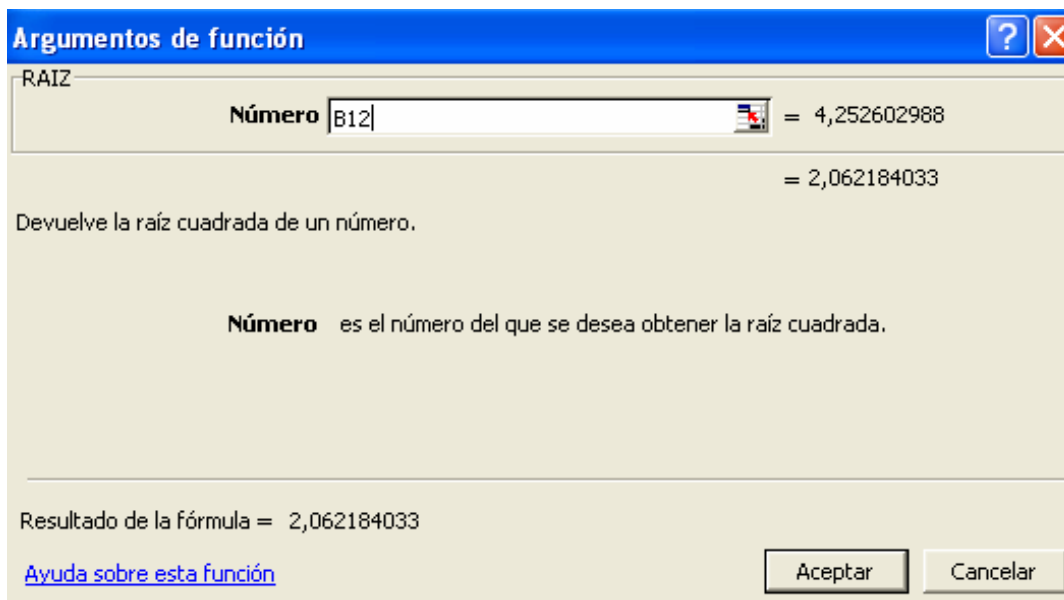 Argumentos de función
RAIZ
Número B12 = 4,252602988
= 2,062184033
Devuelve la raíz cuadrada de un número.
Número es el número del que se desea obtener la raíz cuadrada.
Resultado de la fórmula = 2,062184033
Ayuda sobre esta función Aceptar Cancelar